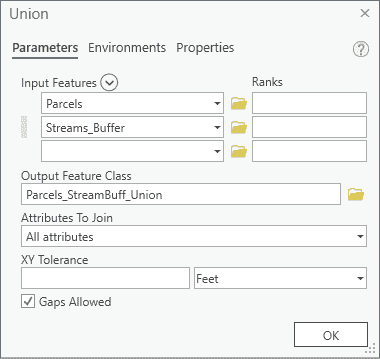 Union
Parameters Environments Properties
Input Features Ranks
Parcels
Streams_Buffer
Output Feature Class
Parcels_StreamBuff_Union
Attributes To Join
All attributes
XY Tolerance
Feet
Gaps Allowed
OK